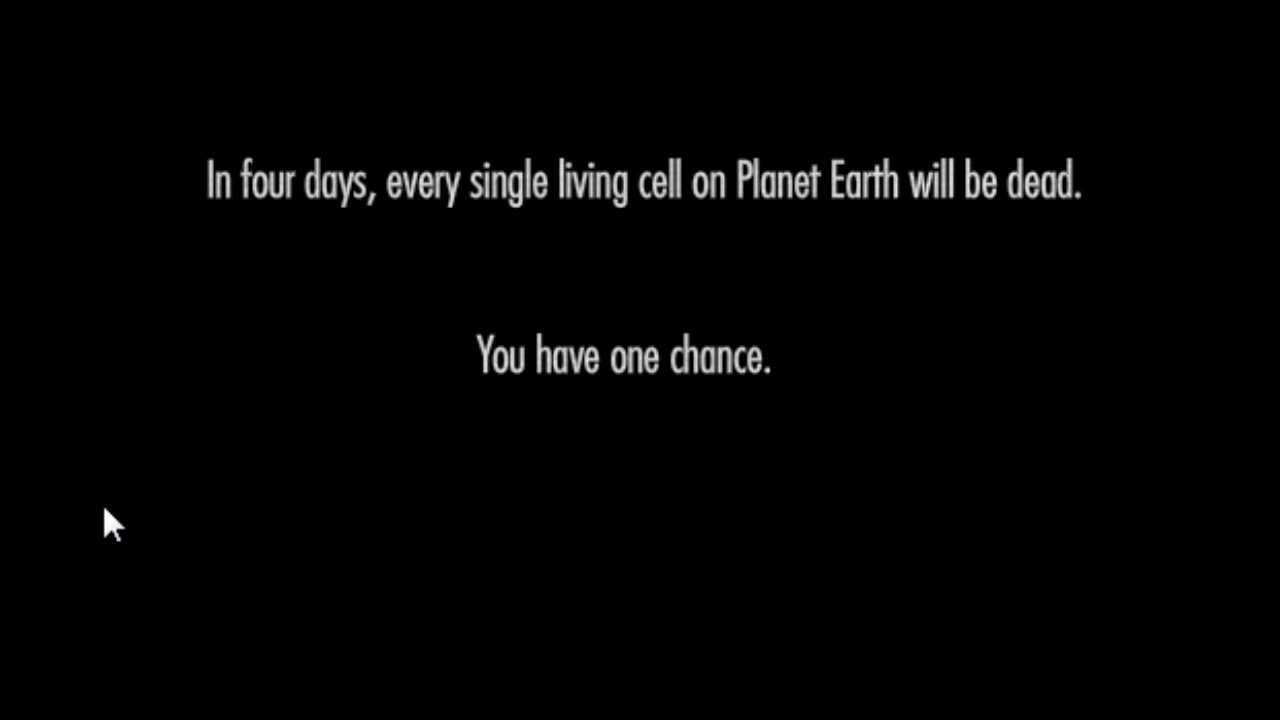 In four days, every single living cell on Planet Earth will be dead.
You have one chance.